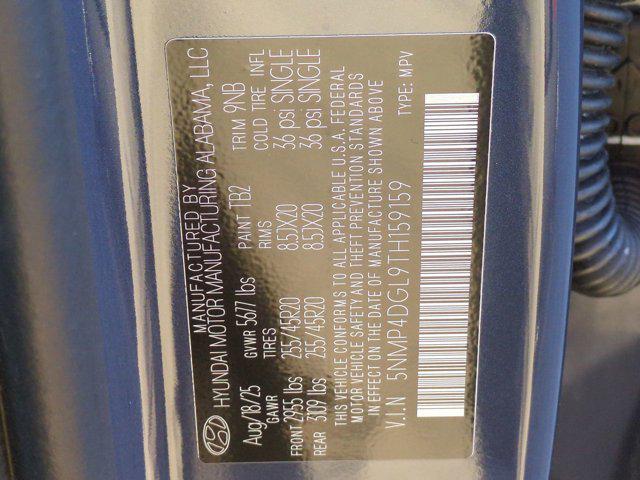 MANUFACTURED BY
HYUNDAI MOTOR MANUFACTURING ALABAMA, LLC
Aug/18/25 GVWR 5677 lbs PAINT TB2 TRIM 9NB
GAWR TIRES RIMS COLD TIRE INFL
FRONT 2955 lbs 255/45R20 8.5JX20 36 psi SINGLE
REAR 3109 lbs 255/45R20 8.5JX20 36 psi SINGLE
THIS VEHICLE CONFORMS TO ALL APPLICABLE U.S.A. FEDERAL
MOTOR VEHICLE SAFETY AND THEFT PREVENTION STANDARDS
IN EFFECT ON THE DATE OF MANUFACTURE SHOWN ABOVE
V.I.N 5NMP4DGL9TH159159 TYPE: MPV